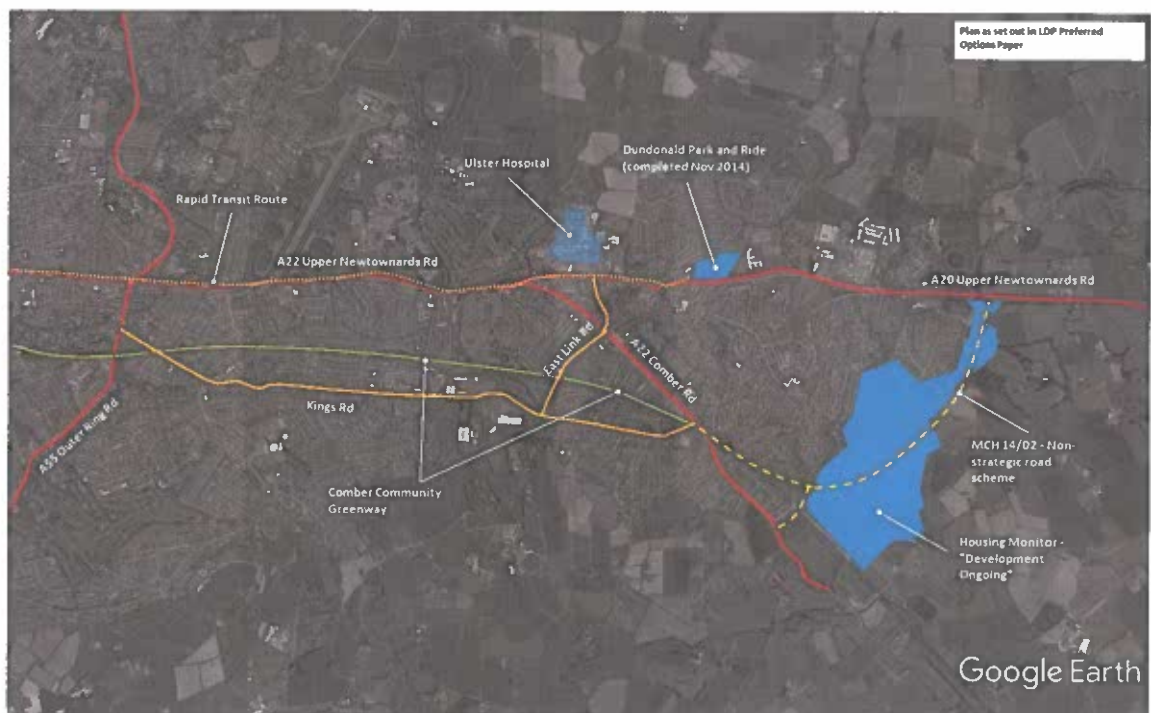 Plan as set out in LDP Preferred
Options Paper
Ulster Hospital
Dundonald Park and Ride
(completed Nov 2014)
Rapid Transit Route
A22 Upper Newtownards Rd
A20 Upper Newtownards Rd
East Link Rd
A22 Comber Rd
Kings Rd
A55 Outer Ring Rd
MCH 14/02 - Non-
strategic road
scheme
Comber Community
Greenway
Housing Monitor -
"Development
Ongoing"
Google Earth